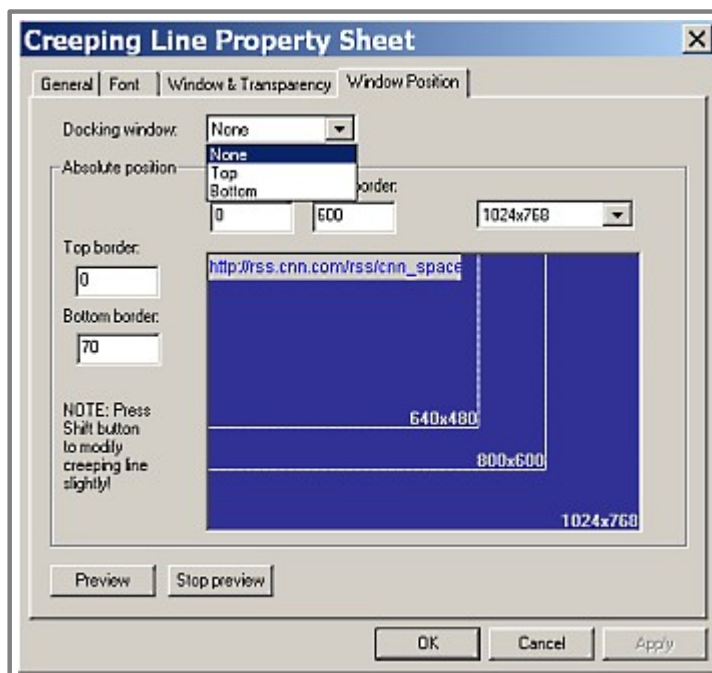 Creeping Line Property Sheet
General Font Window & Transparency Window Position
Docking window: None
None
Top
Bottom
Absolute position
order:
0 600 1024x768
Top border:
0
Bottom border:
70
http://rss.cnn.com/rss/cnn_space
640x480
800x600
1024x768
NOTE: Press
Shift button
to modify
creeping line
slightly!
Preview Stop preview
OK Cancel Apply